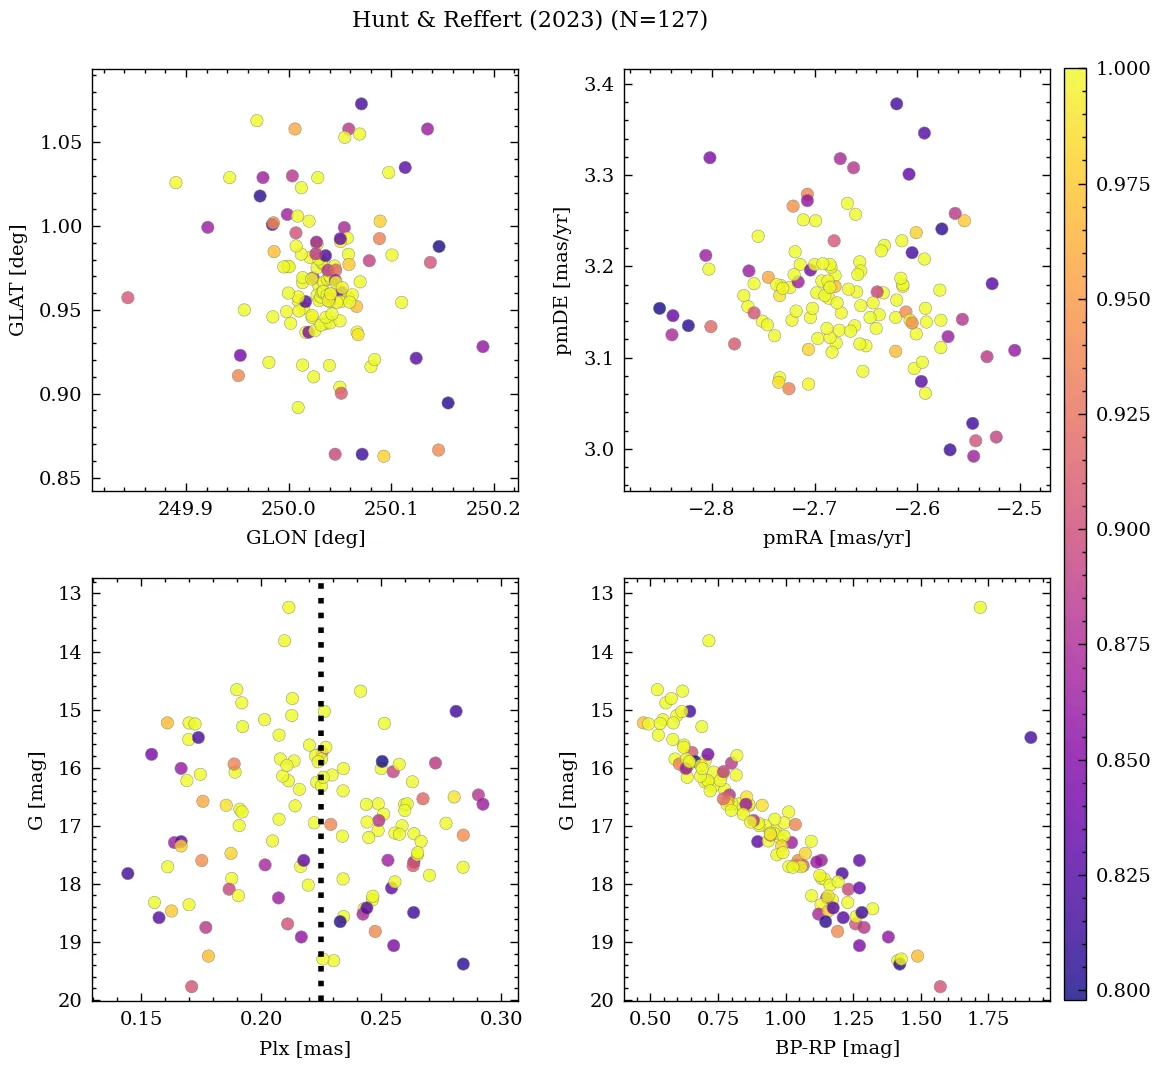 Hunt & Reffert (2023) (N=127)
GLAT [deg]
1.05
1.00
0.95
0.90
0.85
249.9 250.0 250.1 250.2
GLON [deg]
pmDE [mas/yr]
3.4
3.3
3.2
3.1
3.0
−2.8 −2.7 −2.6 −2.5
pmRA [mas/yr]
G [mag]
13
14
15
16
17
18
19
20
0.15 0.20 0.25 0.30
Plx [mas]
G [mag]
13
14
15
16
17
18
19
20
0.50 0.75 1.00 1.25 1.50 1.75
BP-RP [mag]
1.000
0.975
0.950
0.925
0.900
0.875
0.850
0.825
0.800